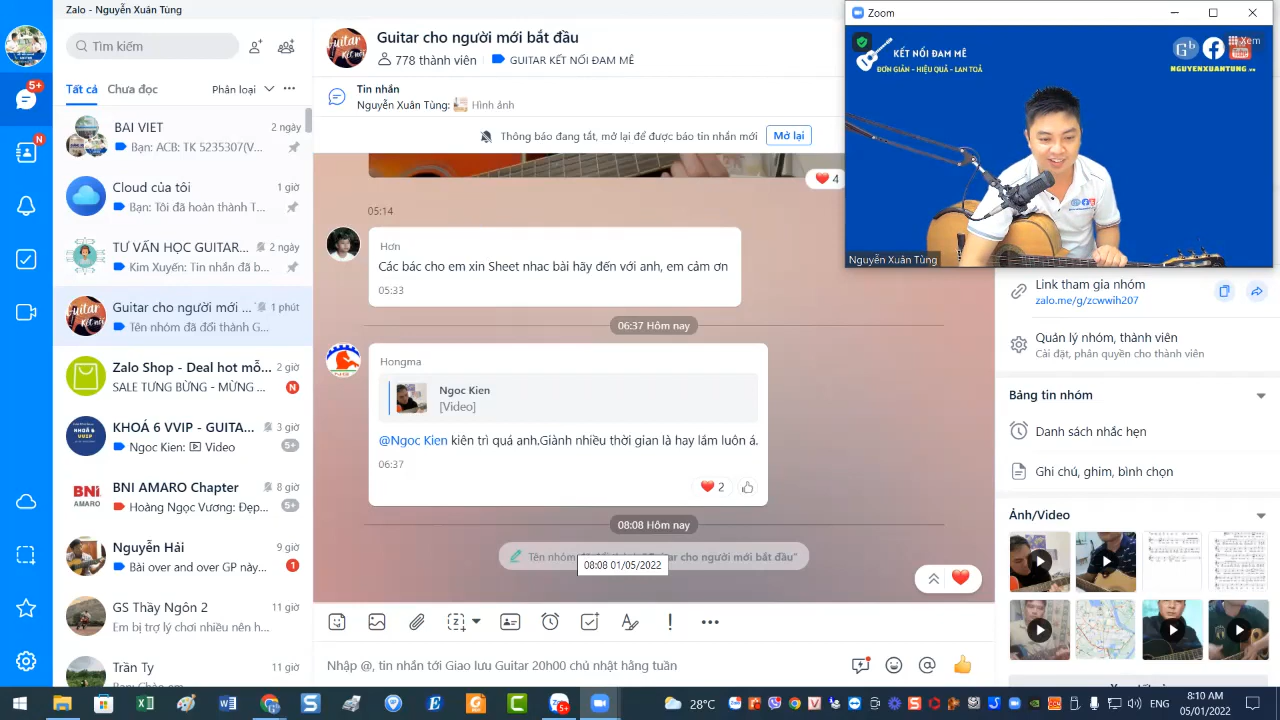 Zalo - Nguyễn Xuân Tùng
Tìm kiếm
Tất cả Chưa đọc Phân loại
5+
N
BAI VIET 2 ngày
Bạn: ACB: TK 5235307(V...
Cloud của tôi 1 giờ
Bạn: Tôi đã hoàn thành T...
TƯ VẤN HỌC GUITAR... 2 ngày
Kim Xuyến: Tin nhắn đã b...
Guitar cho người mới ... 1 phút
Tên nhóm đã đổi thành G...
Zalo Shop - Deal hot mỗ... 2 giờ
SALE TƯNG BỪNG - MỪNG ... N
KHOÁ 6 VVIP - GUITA... 3 giờ
Ngoc Kien: Video 5+
BNI AMARO Chapter 8 giờ
Hoàng Ngọc Vương: Đẹp... 5+
Nguyễn Hải 9 giờ
Bài over and over GP này... 1
GS Thầy Ngôn 2 11 giờ
Em bị trợ lý chơi nhiều nên h...
Trần Ty 11 giờ
Guitar cho người mới bắt đầu
778 thành viên GUITAR KẾT NỐI ĐAM MÊ
Tin nhắn
Nguyễn Xuân Tùng: Hình ảnh
Thông báo đang tắt, mở lại để được báo tin nhắn mới Mở lại
4
05:14
Hơn
Các bác cho em xin Sheet nhac bài hãy đến với anh, em cảm ơn
05:33
06:37 Hôm nay
Hongma
Ngoc Kien
[Video]
@Ngoc Kien kiên trì quá anh.Giành nhiều thời gian là hay lắm luôn á.
06:37
2
08:08 Hôm nay
cho người mới bắt đầu"
08:08 01/05/2022
Nhập @, tin nhắn tới Giao lưu Guitar 20h00 chủ nhật hằng tuần
Zoom
KẾT NỐI ĐAM MÊ
ĐƠN GIẢN - HIỆU QUẢ - LAN TOẢ
Xem
NGUYENXUANTUNG.VN
Nguyễn Xuân Tùng
Link tham gia nhóm
zalo.me/g/zcwwih207
Quản lý nhóm, thành viên
Cài đặt, phân quyền cho thành viên
Bảng tin nhóm
Danh sách nhắc hẹn
Ghi chú, ghim, bình chọn
Ảnh/Video
28°C
ENG
8:10 AM
05/01/2022